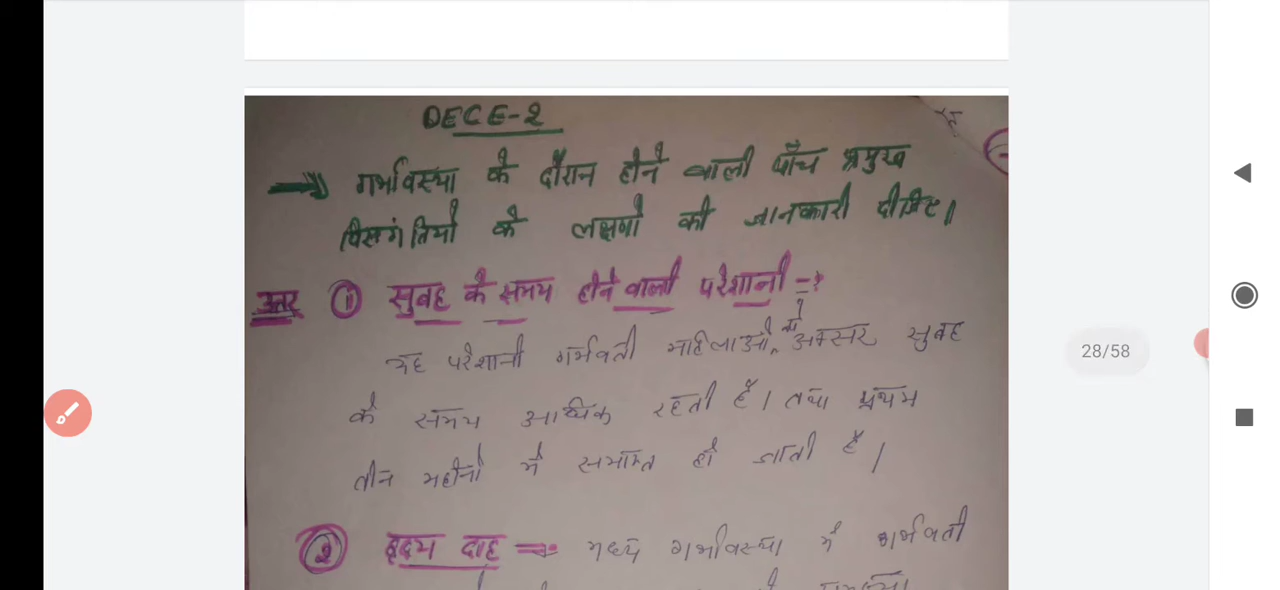 DECE-2
→ गर्भावस्था के दौरान होने वाली पाँच प्रमुख
विसंगतियो के लक्षणो की जानकारी दीजिए।
उत्तर ① सुबह के समय होने वाली परेशानी -:
यह परेशानी गर्भवती महिलाओं में अक्सर सुबह
के समय अधिक रहती है। तथा प्रथम
तीन महीनो में समाप्त हो जाती है।
28/58
② हृदय दाह → मध्य गर्भावस्था में गर्भवती